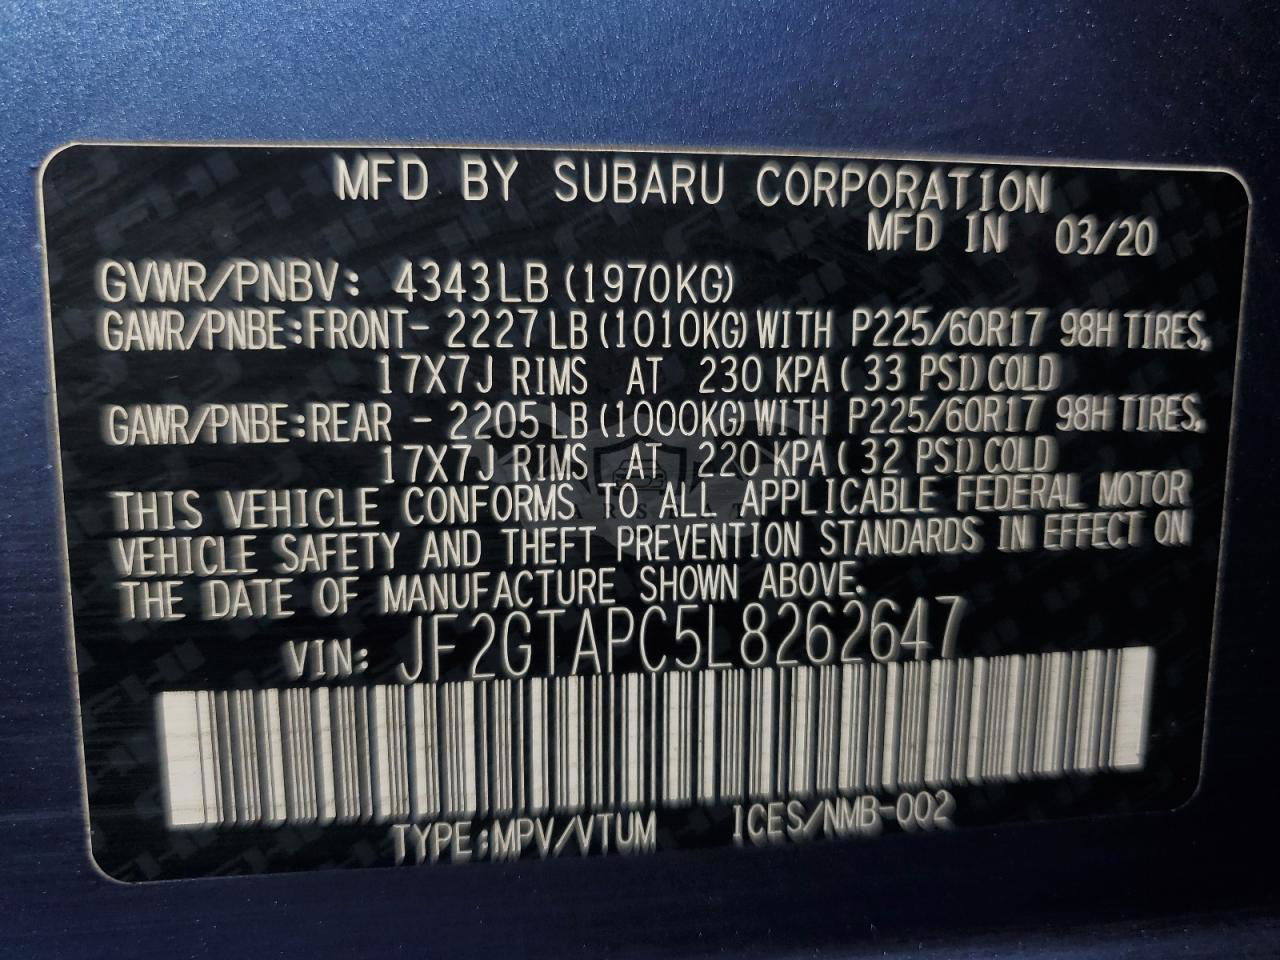 MFD BY SUBARU CORPORATION
MFD IN 03/20
GVWR/PNBV: 4343LB (1970KG)
GAWR/PNBE:FRONT- 2227LB (1010KG) WITH P225/60R17 98H TIRES,
17X7J RIMS AT 230 KPA ( 33 PSI) COLD
GAWR/PNBE:REAR - 2205LB (1000KG) WITH P225/60R17 98H TIRES,
17X7J RIMS AT 220 KPA ( 32 PSI) COLD
THIS VEHICLE CONFORMS TO ALL APPLICABLE FEDERAL MOTOR
VEHICLE SAFETY AND THEFT PREVENTION STANDARDS IN EFFECT ON
THE DATE OF MANUFACTURE SHOWN ABOVE.
VIN: JF2GTAPC5L8262647
TYPE:MPV/VTUM ICES/NMB-002